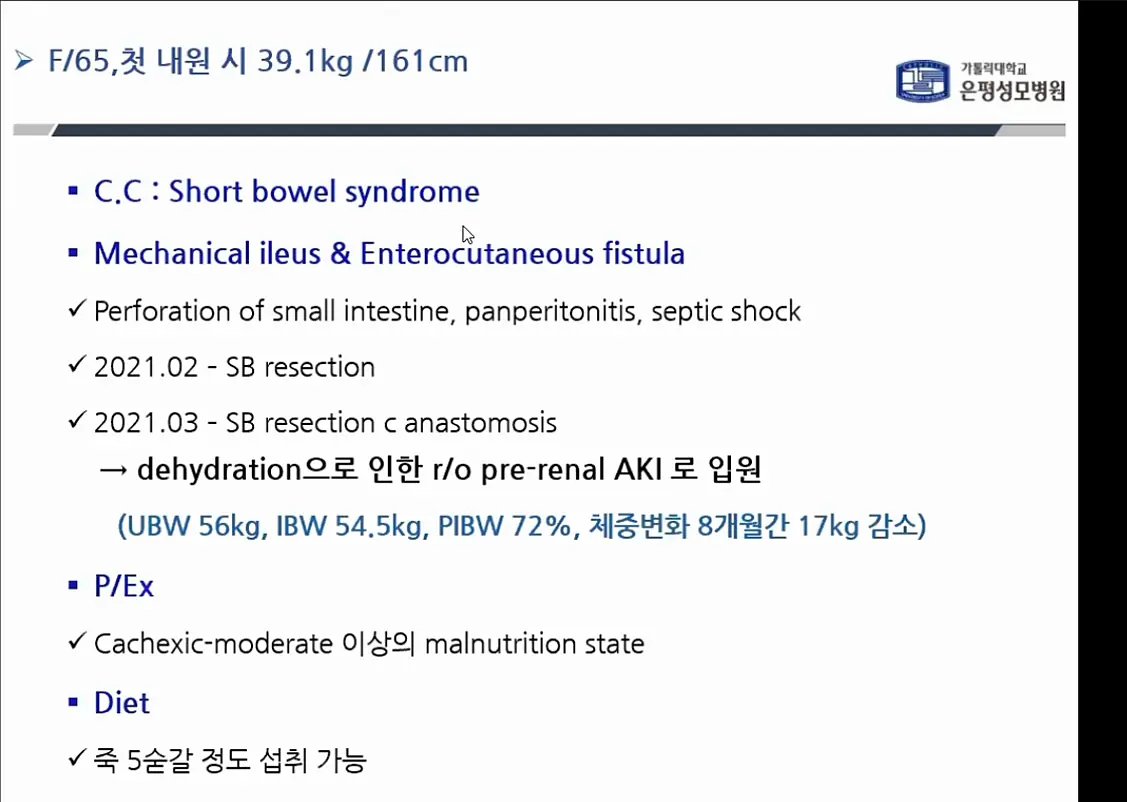 ➢ F/65,첫 내원 시 39.1kg /161cm
가톨릭대학교
은평성모병원
▪ C.C : Short bowel syndrome
▪ Mechanical ileus & Enterocutaneous fistula
✓ Perforation of small intestine, panperitonitis, septic shock
✓ 2021.02 - SB resection
✓ 2021.03 - SB resection c anastomosis
→ dehydration으로 인한 r/o pre-renal AKI 로 입원
(UBW 56kg, IBW 54.5kg, PIBW 72%, 체중변화 8개월간 17kg 감소)
▪ P/Ex
✓ Cachexic-moderate 이상의 malnutrition state
▪ Diet
✓ 죽 5숟갈 정도 섭취 가능